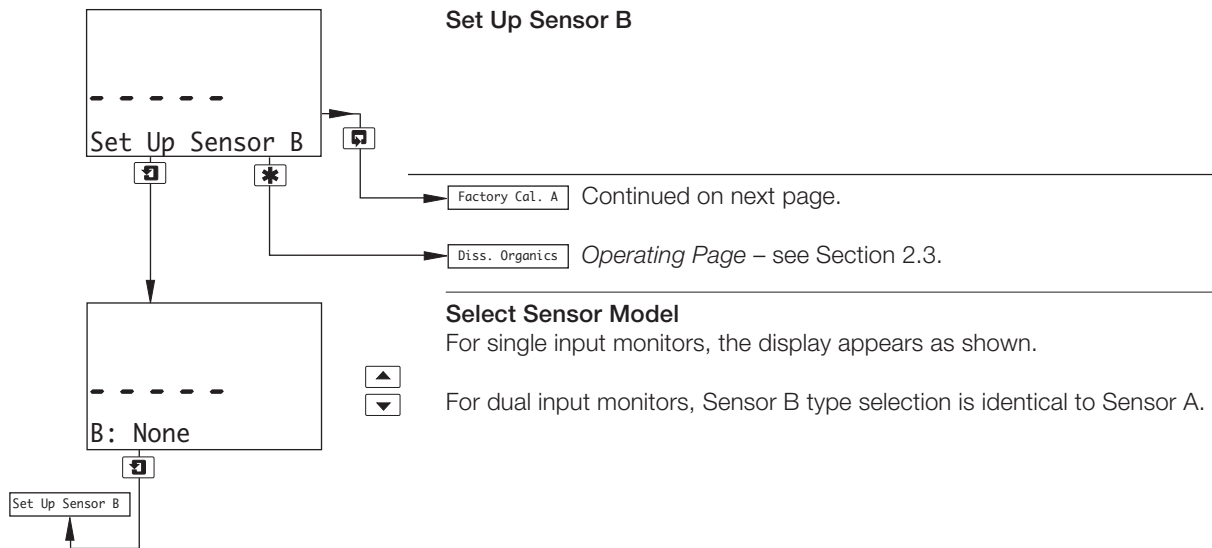 Set Up Sensor B
- - - - -
Set Up Sensor B
Factory Cal. A Continued on next page.
Diss. Organics Operating Page – see Section 2.3.
Select Sensor Model
For single input monitors, the display appears as shown.
For dual input monitors, Sensor B type selection is identical to Sensor A.
- - - - -
B: None
Set Up Sensor B